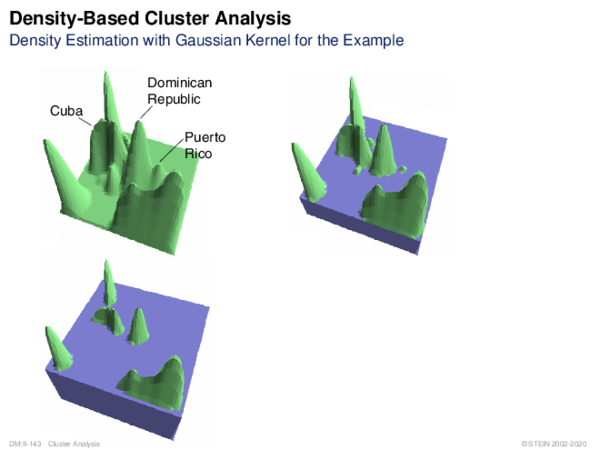 Density-Based Cluster Analysis
Density Estimation with Gaussian Kernel for the Example
Dominican
Republic
Cuba
Puerto
Rico
DM:II-143 Cluster Analysis
© STEIN 2002-2020